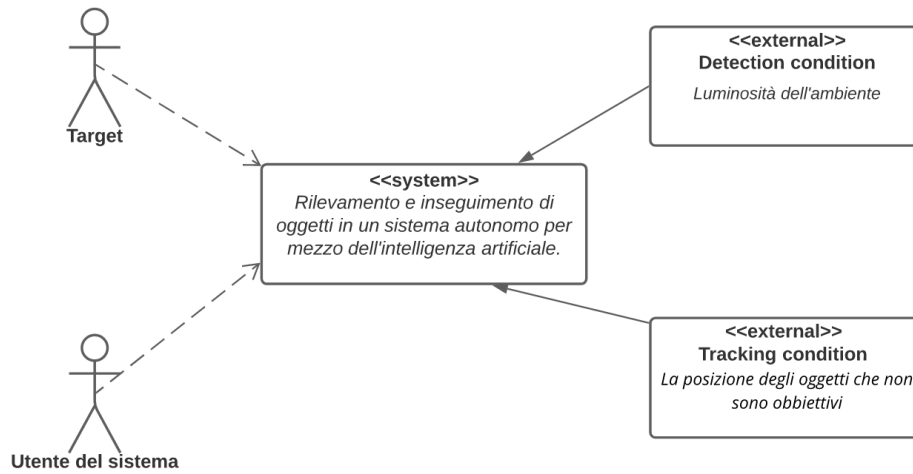 Target
<<external>>
Detection condition
Luminosità dell'ambiente
<<system>>
Rilevamento e inseguimento di
oggetti in un sistema autonomo per
mezzo dell'intelligenza artificiale.
<<external>>
Tracking condition
La posizione degli oggetti che non
sono obbiettivi
Utente del sistema